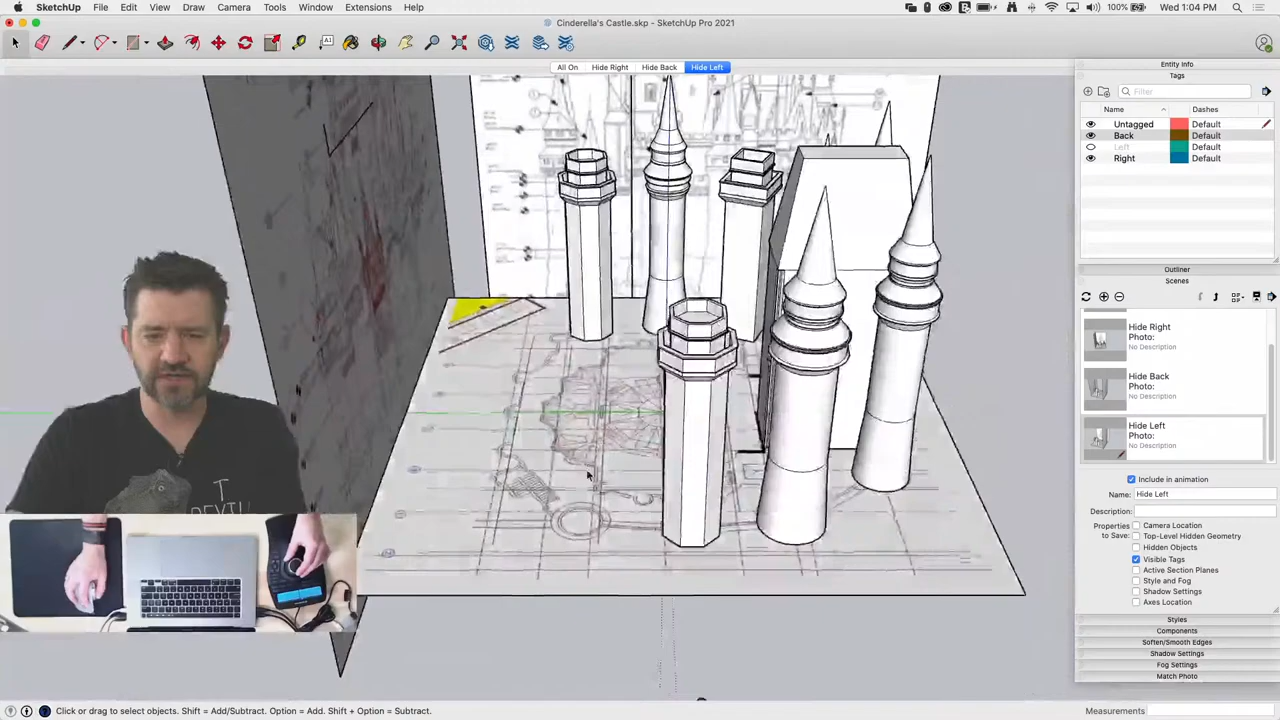 SketchUp File Edit View Draw Camera Tools Window Extensions Help
100% Wed 1:04 PM
Cinderella's Castle.skp - SketchUp Pro 2021
All On Hide Right Hide Back Hide Left
Entity Info
Tags
Filter
Name Dashes
Untagged Default
Back Default
Left Default
Right Default
Outliner
Scenes
Hide Right
Photo:
No Description
Hide Back
Photo:
No Description
Hide Left
Photo:
No Description
Include in animation
Name: Hide Left
Description:
Properties to Save:
Camera Location
Top-Level Hidden Geometry
Hidden Objects
Visible Tags
Active Section Planes
Style and Fog
Shadow Settings
Axes Location
Styles
Components
Soften/Smooth Edges
Shadow Settings
Fog Settings
Match Photo
Click or drag to select objects. Shift = Add/Subtract. Option = Add. Shift + Option = Subtract.
Measurements